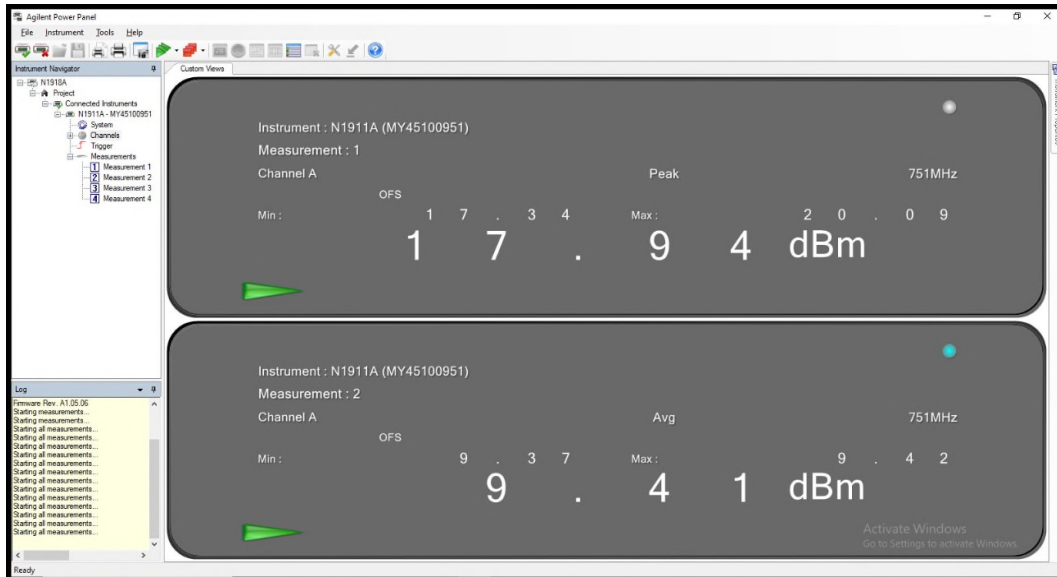 Agilent Power Panel
File Instrument Tools Help
Instrument Navigator
N1918A
Project
Connected Instruments
N1911A - MY45100951
System
Channels
Trigger
Measurements
1 Measurement 1
2 Measurement 2
3 Measurement 3
4 Measurement 4
Log
Firmware Rev. A1.05.06
Starting measurements...
Starting measurements...
Starting all measurements...
Starting all measurements...
Starting all measurements...
Starting all measurements...
Starting all measurements...
Starting all measurements...
Starting all measurements...
Starting all measurements...
Starting all measurements...
Starting all measurements...
Starting all measurements...
Starting all measurements...
Starting all measurements...
Custom Views
Instrument : N1911A (MY45100951)
Measurement : 1
Channel A Peak 751MHz
OFS
Min : 17.34 Max : 20.09
17.94 dBm
Instrument : N1911A (MY45100951)
Measurement : 2
Channel A Avg 751MHz
OFS
Min : 9.37 Max : 9.42
9.41 dBm
Activate Windows
Go to Settings to activate Windows.
Ready